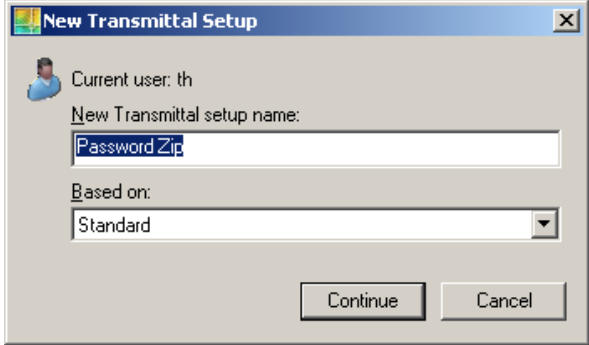 New Transmittal Setup
Current user: th
New Transmittal setup name:
Password Zip
Based on:
Standard
Continue Cancel